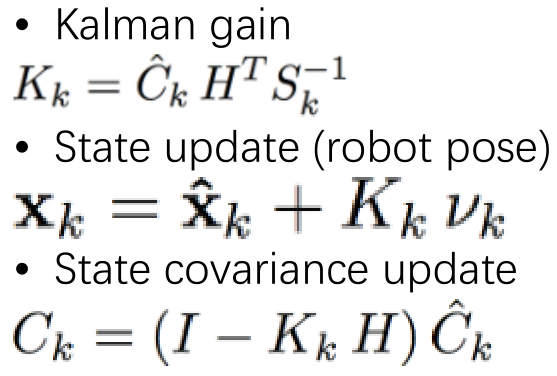 • Kalman gain
K_k = Ĉ_k H^T S_k^{-1}
• State update (robot pose)
𝐱_k = 𝐱̂_k + K_k ν_k
• State covariance update
C_k = (I − K_k H) Ĉ_k